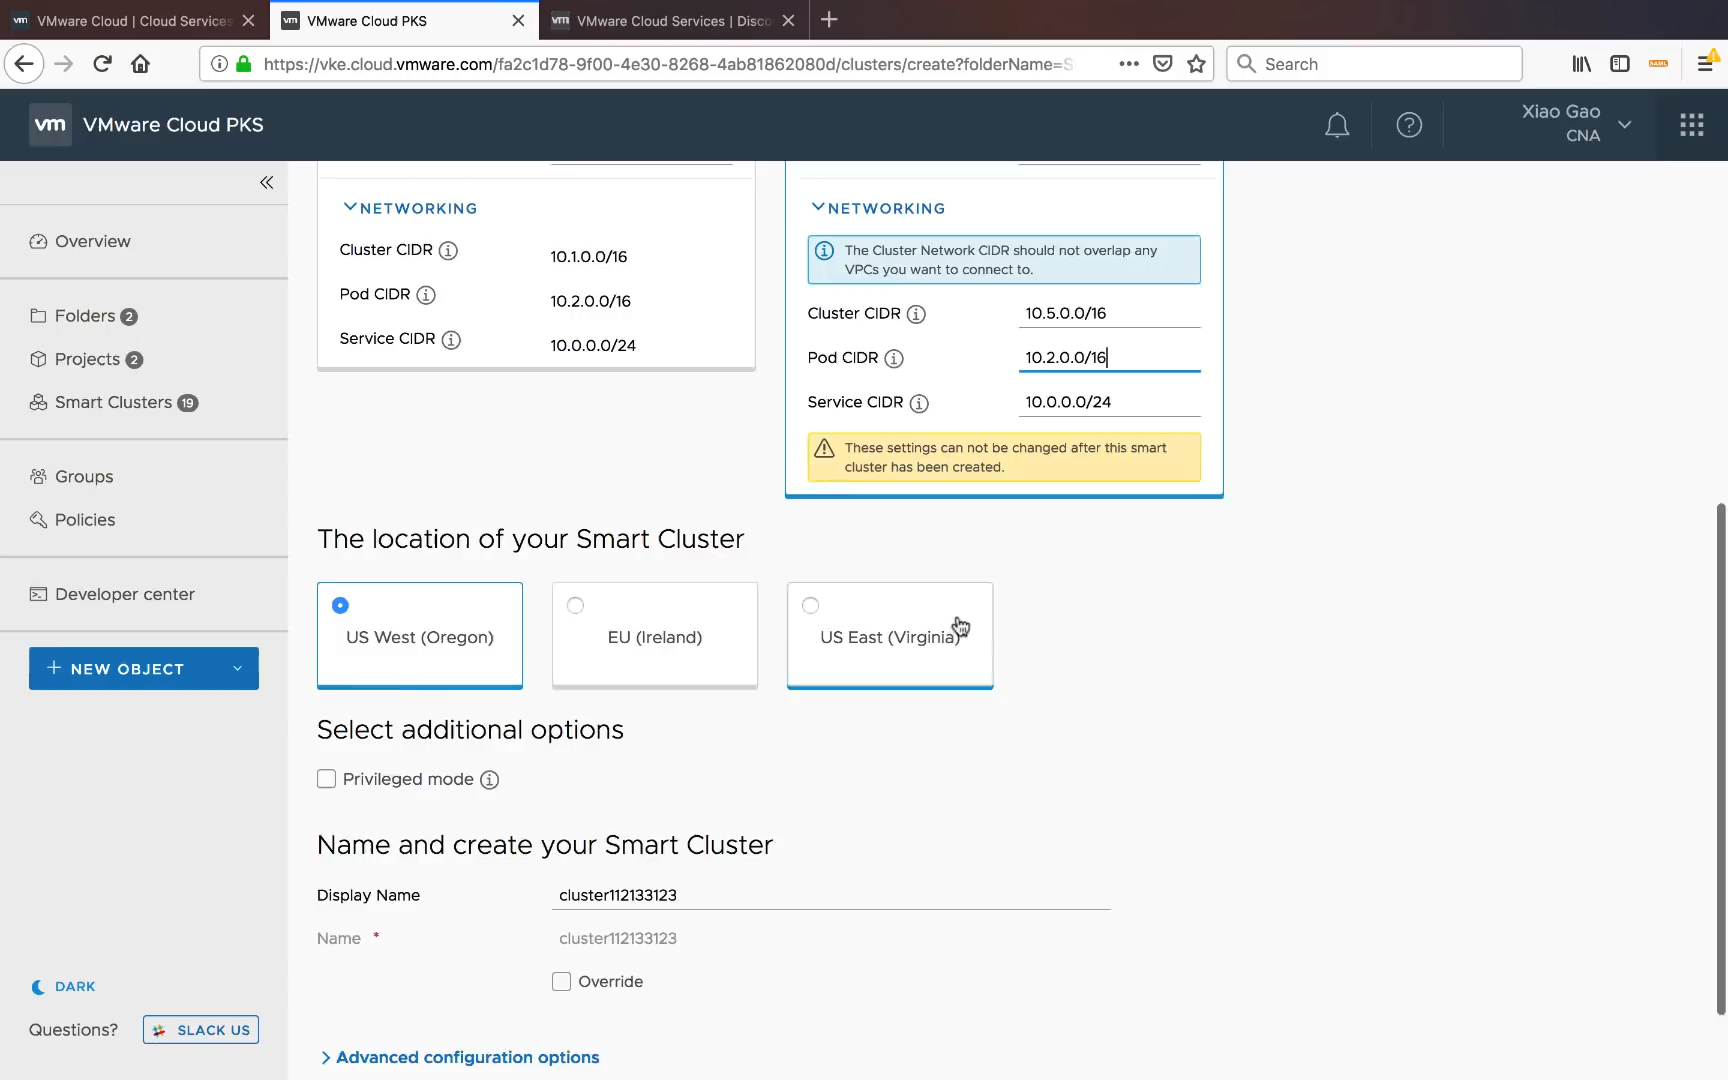 vm VMware Cloud | Cloud Services
vm VMware Cloud PKS
vm VMware Cloud Services | Disco
https://vke.cloud.vmware.com/fa2c1d78-9f00-4e30-8268-4ab81862080d/clusters/create?folderName=S
Search
SAML
vm VMware Cloud PKS
Xiao Gao
CNA
Overview
Folders 2
Projects 2
Smart Clusters 19
Groups
Policies
Developer center
+ NEW OBJECT
DARK
Questions? SLACK US
NETWORKING
Cluster CIDR 10.1.0.0/16
Pod CIDR 10.2.0.0/16
Service CIDR 10.0.0.0/24
NETWORKING
The Cluster Network CIDR should not overlap any
VPCs you want to connect to.
Cluster CIDR 10.5.0.0/16
Pod CIDR 10.2.0.0/16
Service CIDR 10.0.0.0/24
These settings can not be changed after this smart
cluster has been created.
The location of your Smart Cluster
US West (Oregon)
EU (Ireland)
US East (Virginia)
Select additional options
Privileged mode
Name and create your Smart Cluster
Display Name cluster112133123
Name * cluster112133123
Override
Advanced configuration options